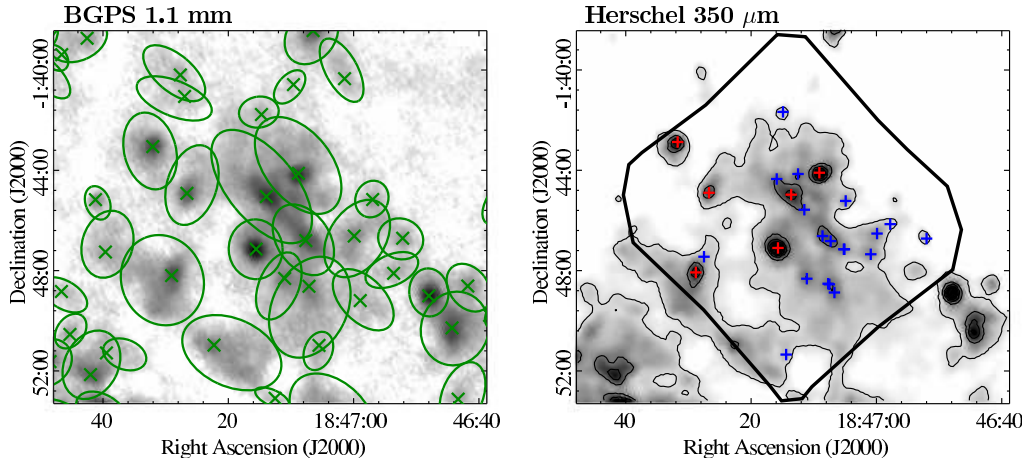 BGPS 1.1 mm
Herschel 350 μm
Declination (J2000)
-1:40:00
44:00
48:00
52:00
40
20
18:47:00
46:40
Right Ascension (J2000)
Declination (J2000)
-1:40:00
44:00
48:00
52:00
40
20
18:47:00
46:40
Right Ascension (J2000)